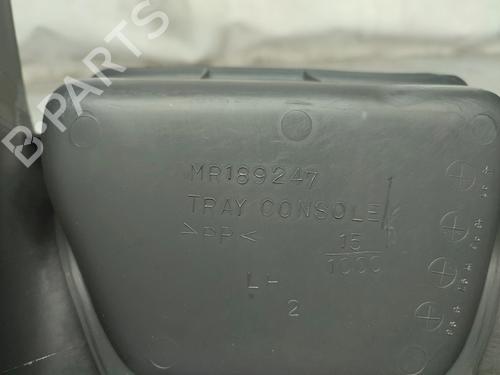 B-PARTS
MR189247
TRAY CONSOLE
>PP<
15
1000
L-
2